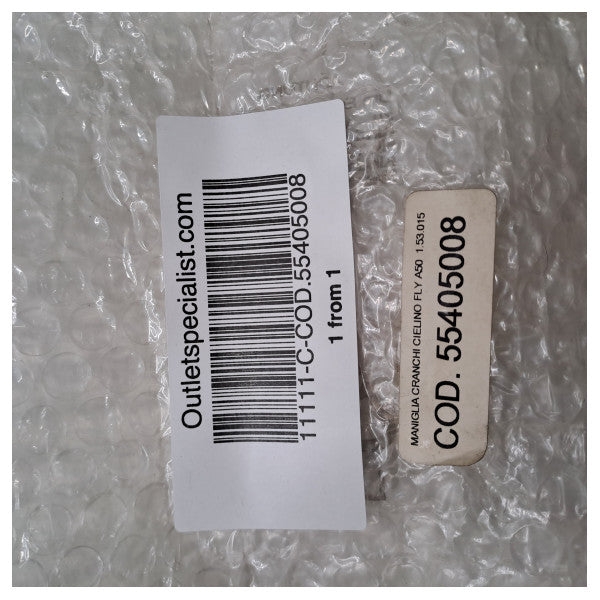 Outletspecialist.com
11111-C-COD.55405008
1 from 1
MANIGLIA CRANCHI CIELINO FLY A50 1.53.015
COD. 55405008